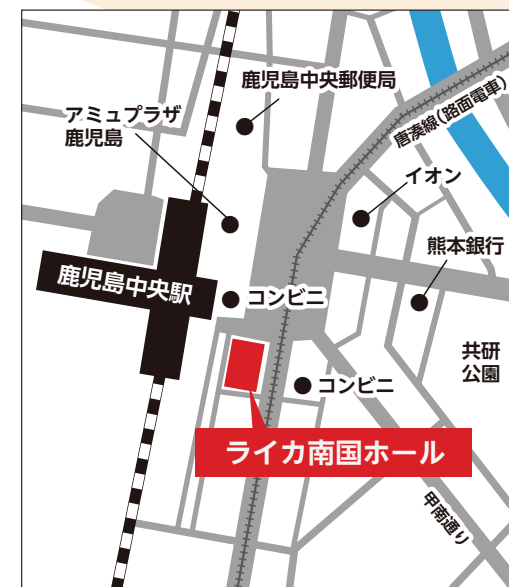 鹿児島中央郵便局
アミュプラザ
鹿児島
唐湊線(路面電車)
イオン
熊本銀行
鹿児島中央駅
コンビニ
共研
公園
コンビニ
ライカ南国ホール
甲南通り